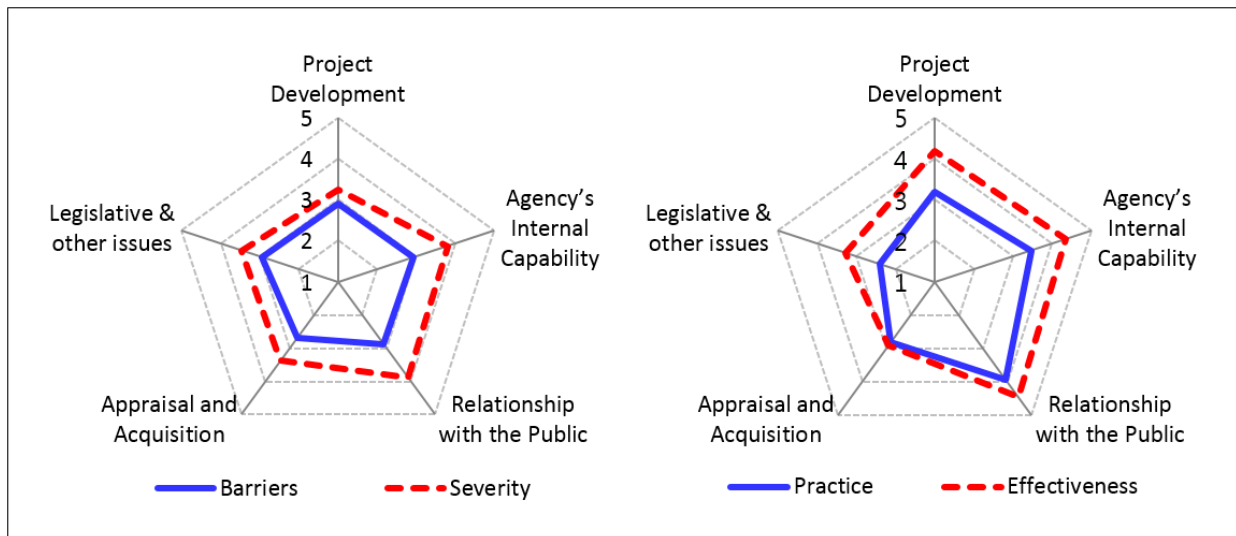 Project
Development
5
4
3
2
1
Agency’s
Internal
Capability
Relationship
with the Public
Appraisal and
Acquisition
Legislative &
other issues
Barriers
Severity
Project
Development
5
4
3
2
1
Agency’s
Internal
Capability
Relationship
with the Public
Appraisal and
Acquisition
Legislative &
other issues
Practice
Effectiveness